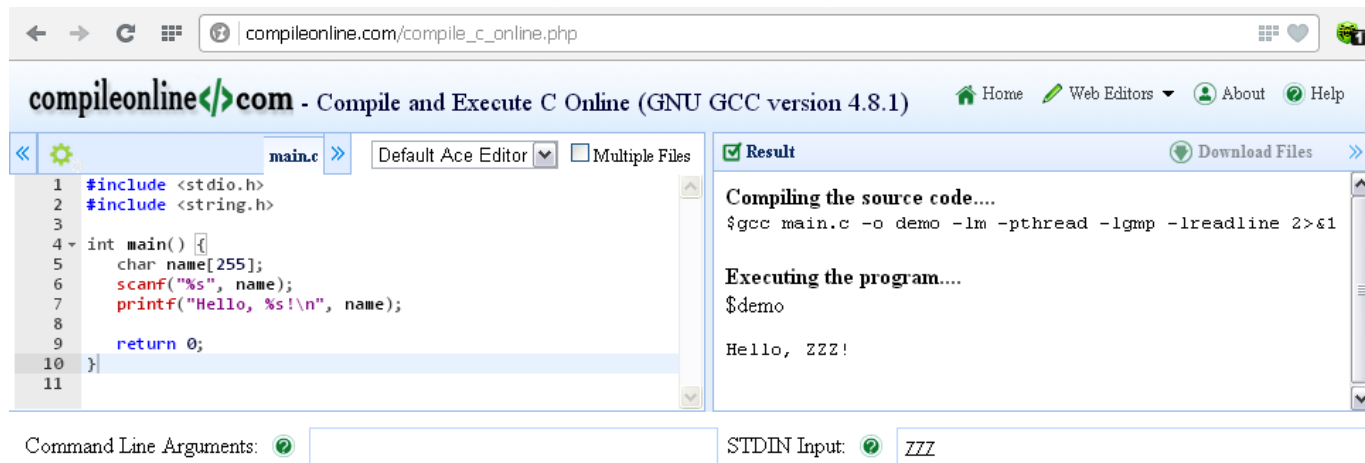 compileonline.com/compile_c_online.php
1
compileonline</>com - Compile and Execute C Online (GNU GCC version 4.8.1)
Home Web Editors About Help
main.c Default Ace Editor Multiple Files
1 #include <stdio.h>
2 #include <string.h>
3
4 int main() {
5 char name[255];
6 scanf("%s", name);
7 printf("Hello, %s!\n", name);
8
9 return 0;
10 }
11
Result Download Files
Compiling the source code....
$gcc main.c -o demo -lm -pthread -lgmp -lreadline 2>&1
Executing the program....
$demo
Hello, ZZZ!
Command Line Arguments:
STDIN Input: ZZZ